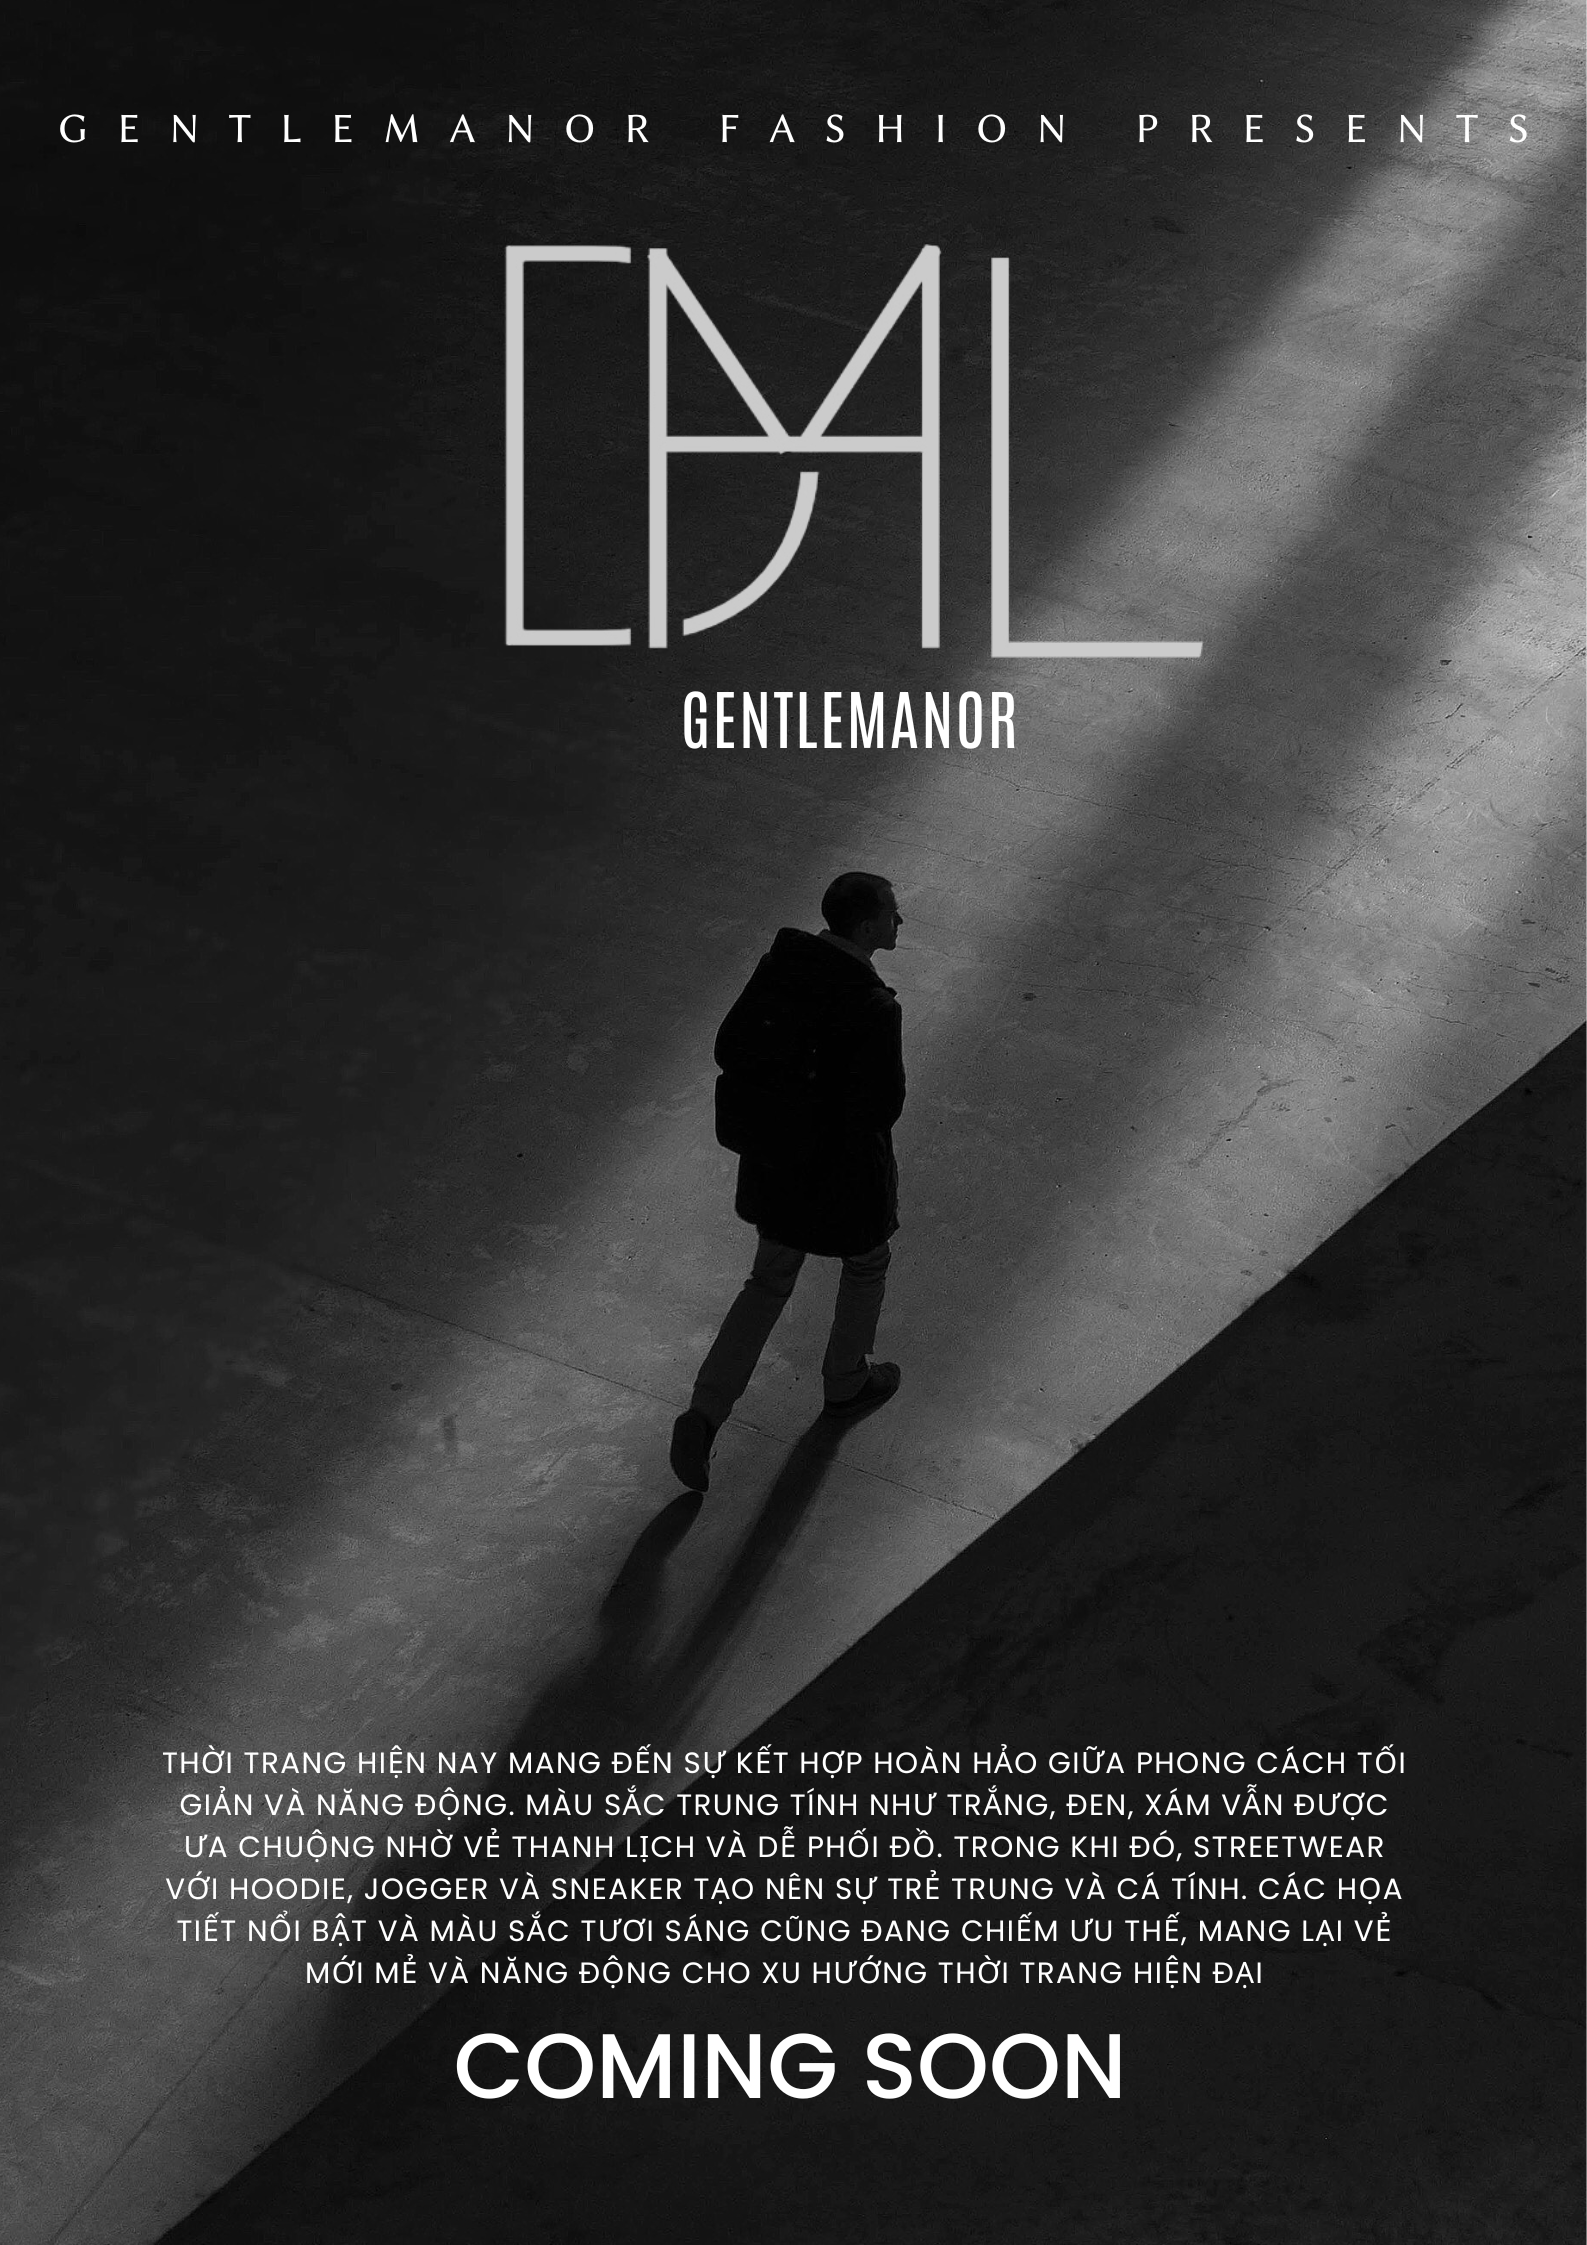 GENTLEMANOR FASHION PRESENTS
GENTLEMANOR
THỜI TRANG HIỆN NAY MANG ĐẾN SỰ KẾT HỢP HOÀN HẢO GIỮA PHONG CÁCH TỐI
GIẢN VÀ NĂNG ĐỘNG. MÀU SẮC TRUNG TÍNH NHƯ TRẮNG, ĐEN, XÁM VẪN ĐƯỢC
ƯA CHUỘNG NHỜ VẺ THANH LỊCH VÀ DỄ PHỐI ĐỒ. TRONG KHI ĐÓ, STREETWEAR
VỚI HOODIE, JOGGER VÀ SNEAKER TẠO NÊN SỰ TRẺ TRUNG VÀ CÁ TÍNH. CÁC HỌA
TIẾT NỔI BẬT VÀ MÀU SẮC TƯƠI SÁNG CŨNG ĐANG CHIẾM ƯU THẾ, MANG LẠI VẺ
MỚI MẺ VÀ NĂNG ĐỘNG CHO XU HƯỚNG THỜI TRANG HIỆN ĐẠI
COMING SOON